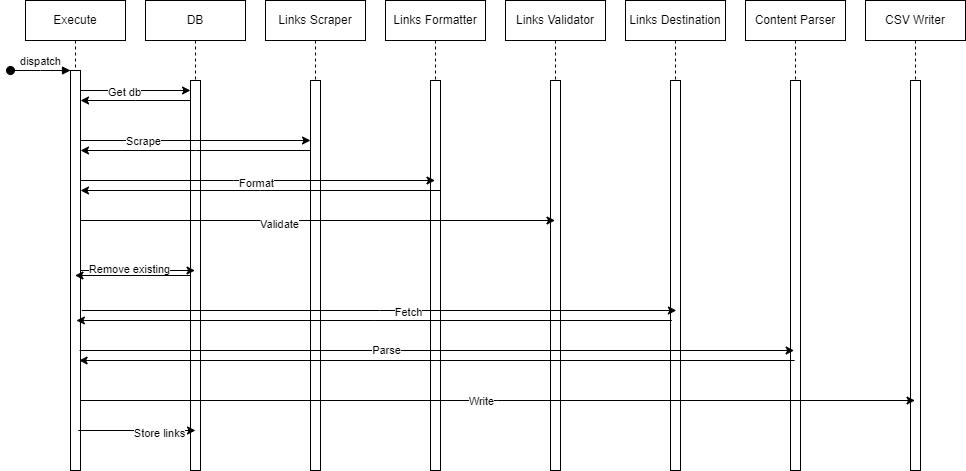 Execute
DB
Links Scraper
Links Formatter
Links Validator
Links Destination
Content Parser
CSV Writer
dispatch
Get db
Scrape
Format
Validate
Remove existing
Fetch
Parse
Write
Store links